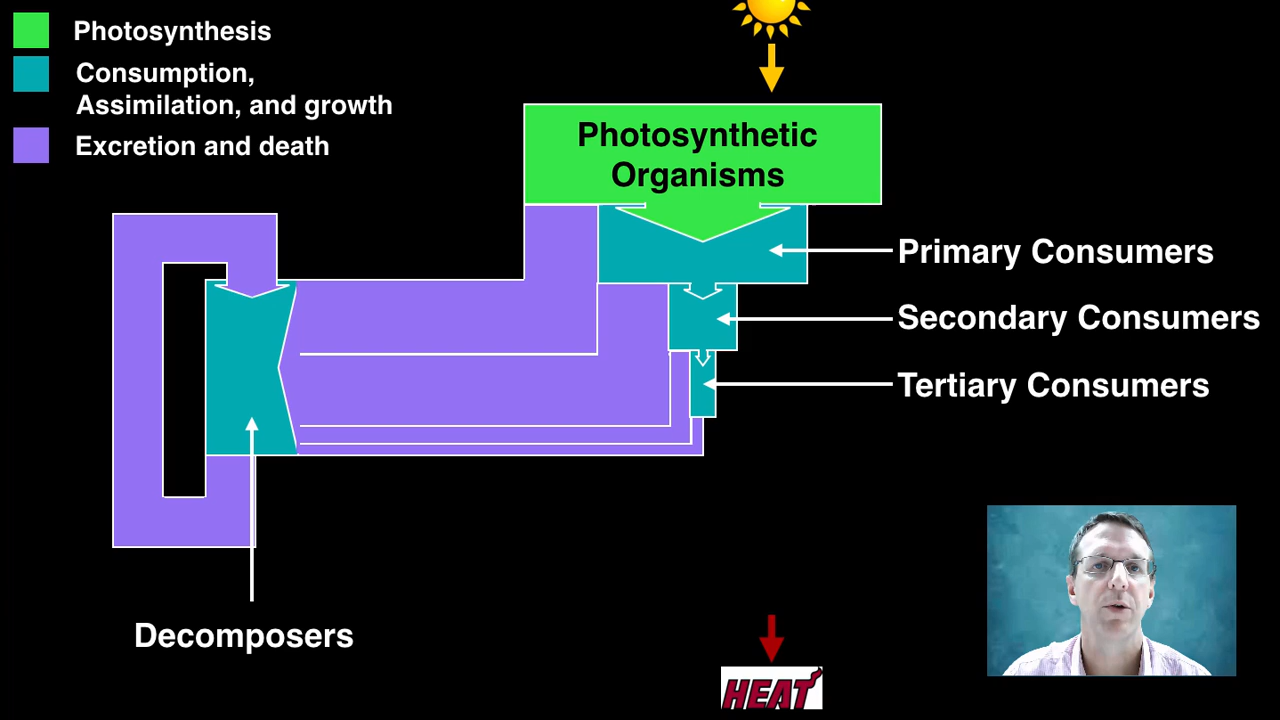 Photosynthesis
Consumption,
Assimilation, and growth
Excretion and death
Photosynthetic
Organisms
Primary Consumers
Secondary Consumers
Tertiary Consumers
Decomposers
HEAT